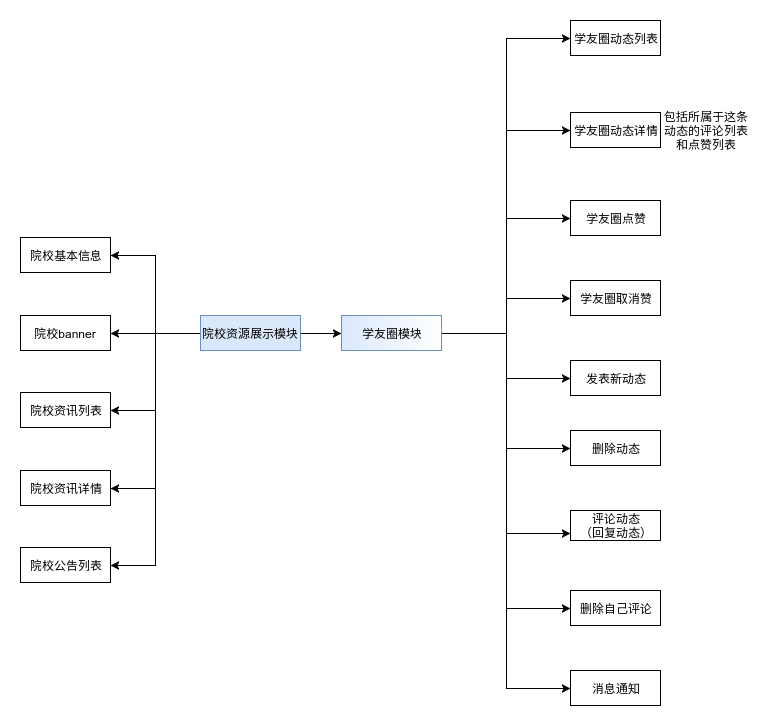 学友圈动态列表
学友圈动态详情
包括所属于这条
动态的评论列表
和点赞列表
学友圈点赞
院校基本信息
学友圈取消赞
院校banner
院校资源展示模块
学友圈模块
发表新动态
院校资讯列表
删除动态
院校资讯详情
评论动态
（回复动态）
院校公告列表
删除自己评论
消息通知